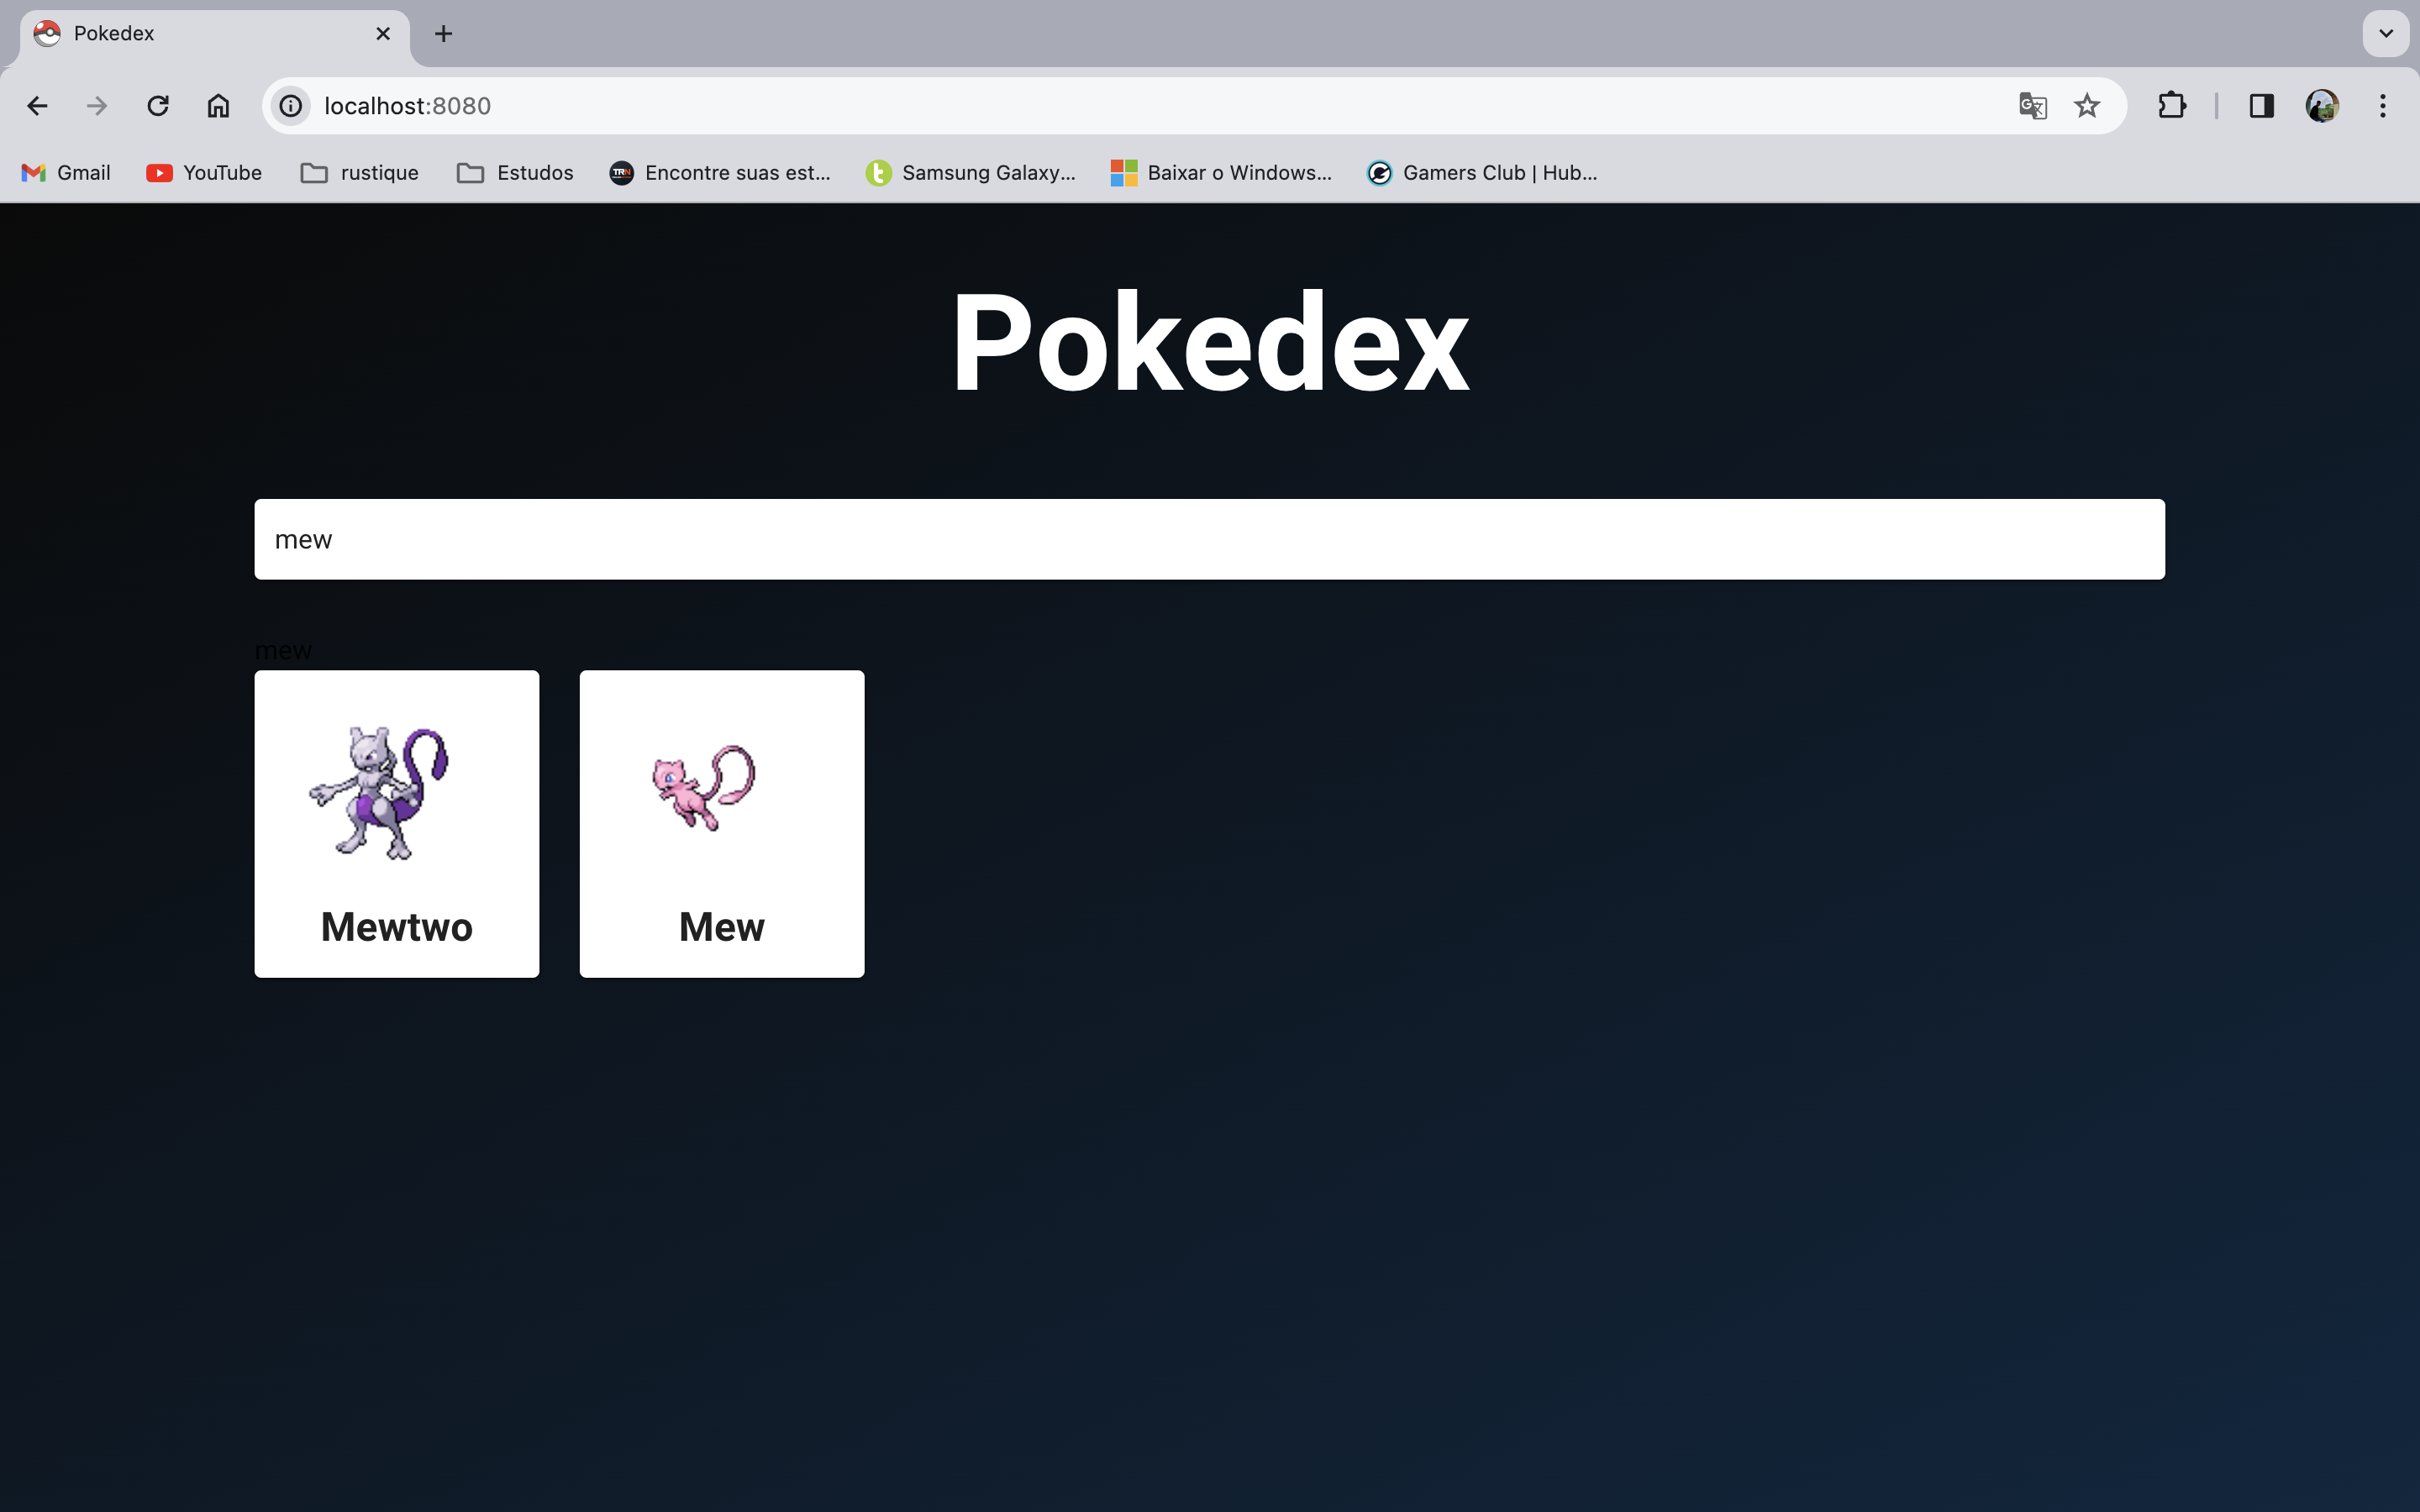 Pokedex
localhost:8080
Gmail YouTube rustique Estudos Encontre suas est... Samsung Galaxy... Baixar o Windows... Gamers Club | Hub...
Pokedex
mew
mew
Mewtwo Mew